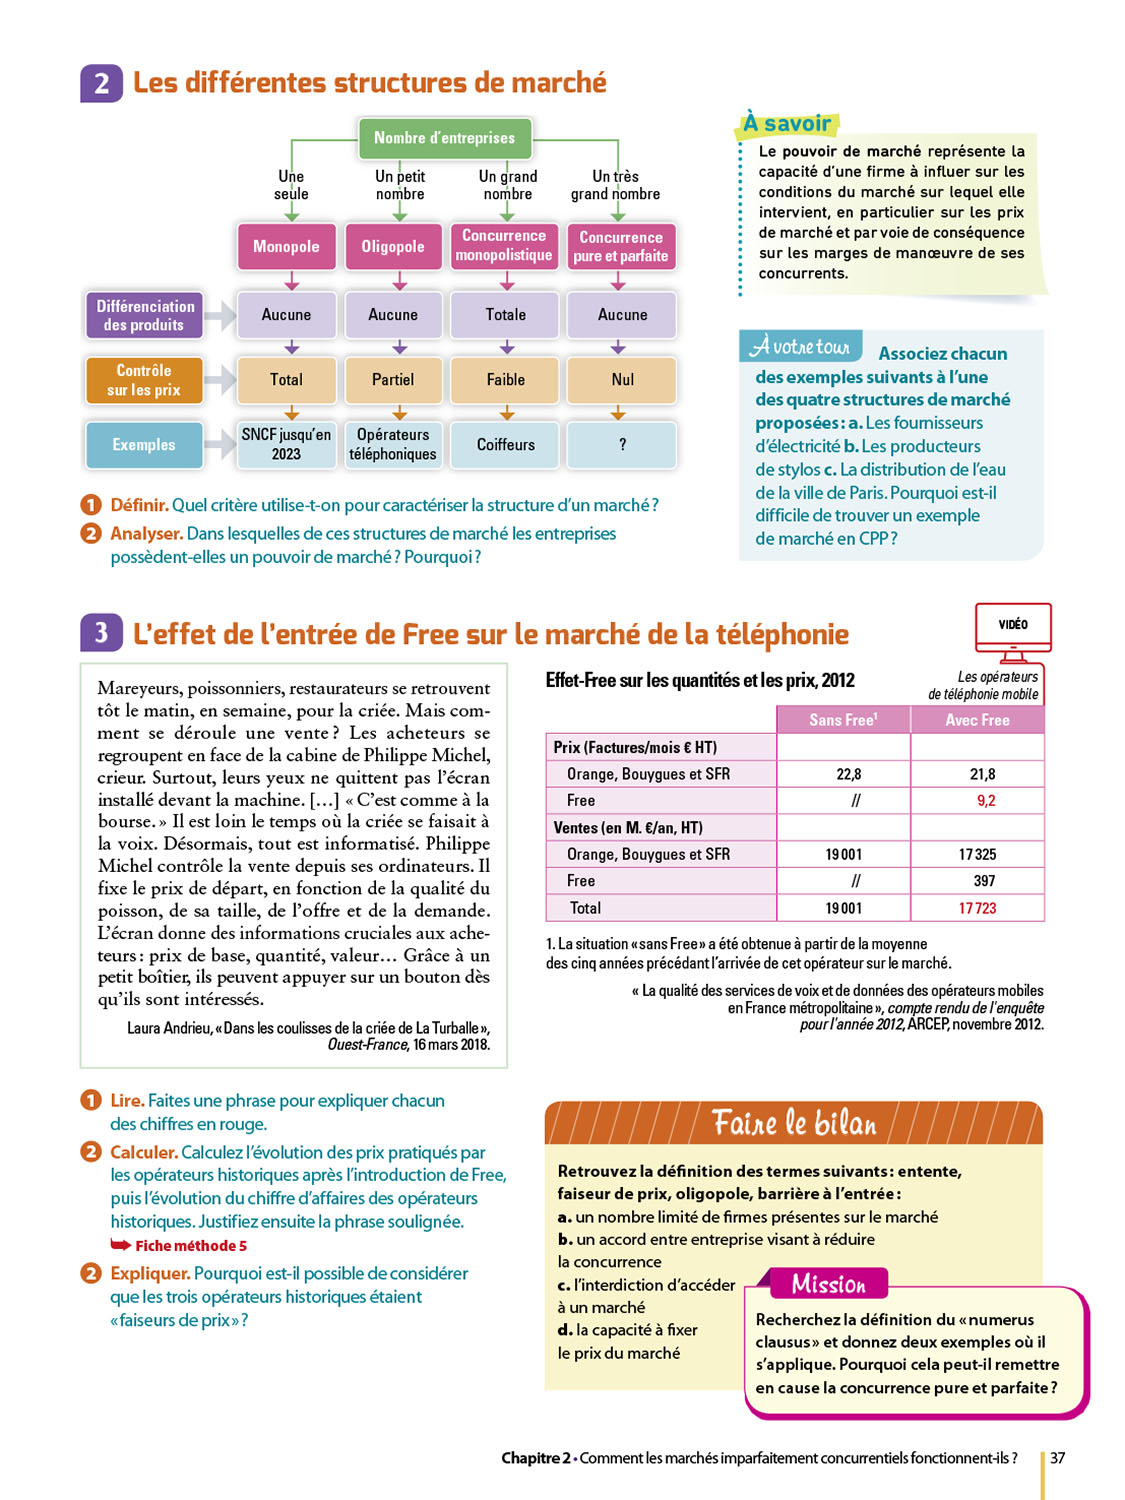 2 Les différentes structures de marché
Nombre d'entreprises
Une seule
Un petit nombre
Un grand nombre
Un très grand nombre
Monopole
Oligopole
Concurrence monopolistique
Concurrence pure et parfaite
Différenciation des produits
Aucune
Aucune
Totale
Aucune
Contrôle sur les prix
Total
Partiel
Faible
Nul
Exemples
SNCF jusqu'en 2023
Opérateurs téléphoniques
Coiffeurs
?
1 Définir. Quel critère utilise-t-on pour caractériser la structure d'un marché ?
2 Analyser. Dans lesquelles de ces structures de marché les entreprises
possèdent-elles un pouvoir de marché ? Pourquoi ?
À savoir
Le pouvoir de marché représente la
capacité d'une firme à influer sur les
conditions du marché sur lequel elle
intervient, en particulier sur les prix
de marché et par voie de conséquence
sur les marges de manœuvre de ses
concurrents.
À votre tour
Associez chacun
des exemples suivants à l'une
des quatre structures de marché
proposées : a. Les fournisseurs
d'électricité b. Les producteurs
de stylos c. La distribution de l'eau
de la ville de Paris. Pourquoi est-il
difficile de trouver un exemple
de marché en CPP ?
3 L'effet de l'entrée de Free sur le marché de la téléphonie
VIDÉO
Les opérateurs
de téléphonie mobile
Mareyeurs, poissonniers, restaurateurs se retrouvent
tôt le matin, en semaine, pour la criée. Mais com-
ment se déroule une vente ? Les acheteurs se
regroupent en face de la cabine de Philippe Michel,
crieur. Surtout, leurs yeux ne quittent pas l'écran
installé devant la machine. […] « C'est comme à la
bourse. » Il est loin le temps où la criée se faisait à
la voix. Désormais, tout est informatisé. Philippe
Michel contrôle la vente depuis ses ordinateurs. Il
fixe le prix de départ, en fonction de la qualité du
poisson, de sa taille, de l'offre et de la demande.
L'écran donne des informations cruciales aux ache-
teurs : prix de base, quantité, valeur… Grâce à un
petit boîtier, ils peuvent appuyer sur un bouton dès
qu'ils sont intéressés.
Laura Andrieu, « Dans les coulisses de la criée de La Turballe »,
Ouest-France, 16 mars 2018.
Effet-Free sur les quantités et les prix, 2012
Sans Free1 Avec Free
Prix (Factures/mois € HT)
Orange, Bouygues et SFR 22,8 21,8
Free // 9,2
Ventes (en M. €/an, HT)
Orange, Bouygues et SFR 19 001 17 325
Free // 397
Total 19 001 17 723
1. La situation « sans Free » a été obtenue à partir de la moyenne
des cinq années précédant l'arrivée de cet opérateur sur le marché.
« La qualité des services de voix et de données des opérateurs mobiles
en France métropolitaine », compte rendu de l'enquête
pour l'année 2012, ARCEP, novembre 2012.
1 Lire. Faites une phrase pour expliquer chacun
des chiffres en rouge.
2 Calculer. Calculez l'évolution des prix pratiqués par
les opérateurs historiques après l'introduction de Free,
puis l'évolution du chiffre d'affaires des opérateurs
historiques. Justifiez ensuite la phrase soulignée.
Fiche méthode 5
2 Expliquer. Pourquoi est-il possible de considérer
que les trois opérateurs historiques étaient
« faiseurs de prix » ?
Faire le bilan
Retrouvez la définition des termes suivants : entente,
faiseur de prix, oligopole, barrière à l'entrée :
a. un nombre limité de firmes présentes sur le marché
b. un accord entre entreprise visant à réduire
la concurrence
c. l'interdiction d'accéder
à un marché
d. la capacité à fixer
le prix du marché
Mission
Recherchez la définition du « numerus
clausus » et donnez deux exemples où il
s'applique. Pourquoi cela peut-il remettre
en cause la concurrence pure et parfaite ?
Chapitre 2 • Comment les marchés imparfaitement concurrentiels fonctionnent-ils ? 37